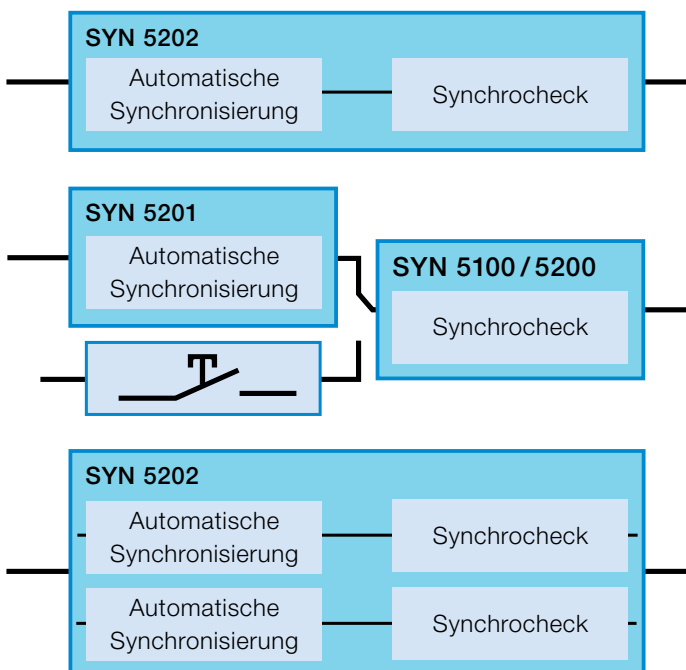 SYN 5202
Automatische
Synchronisierung
Synchrocheck
SYN 5201
Automatische
Synchronisierung
SYN 5100/5200
Synchrocheck
SYN 5202
Automatische
Synchronisierung
Synchrocheck
Automatische
Synchronisierung
Synchrocheck